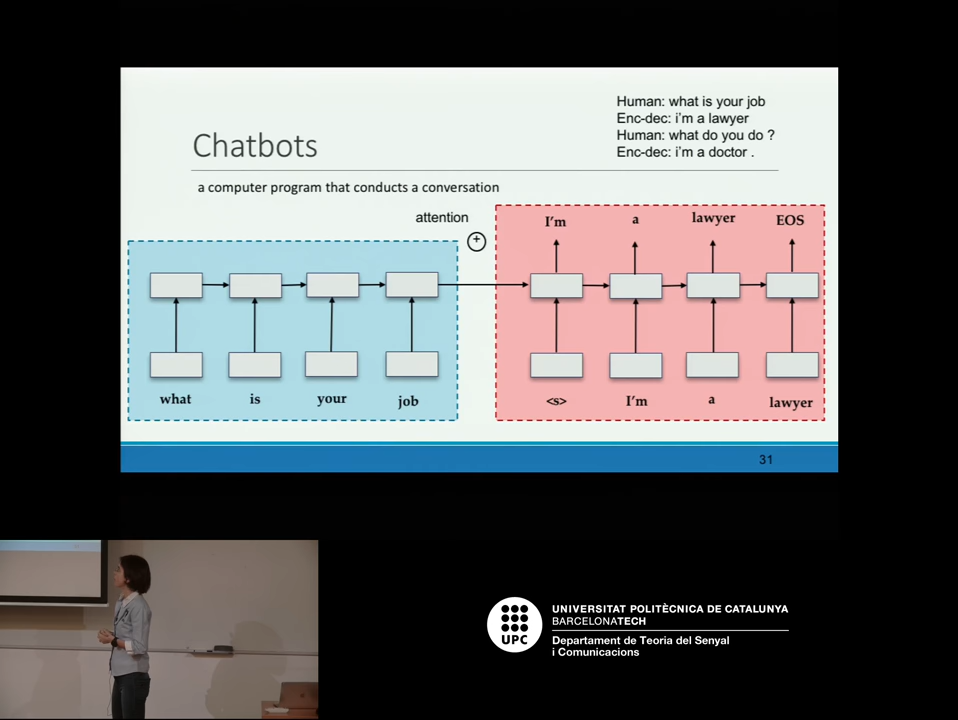 Human: what is your job
Enc-dec: i'm a lawyer
Human: what do you do ?
Enc-dec: i'm a doctor .
Chatbots
a computer program that conducts a conversation
attention
+
I'm a lawyer EOS
what is your job
<s> I'm a lawyer
31
UPC
UNIVERSITAT POLITÈCNICA DE CATALUNYA
BARCELONATECH
Departament de Teoria del Senyal
i Comunicacions